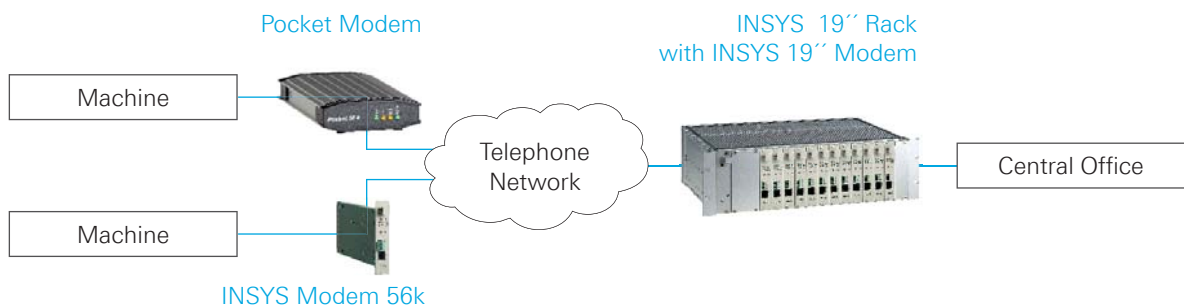 Pocket Modem
INSYS 19´´ Rack
with INSYS 19´´ Modem
Machine
Telephone
Network
Central Office
Machine
INSYS Modem 56k